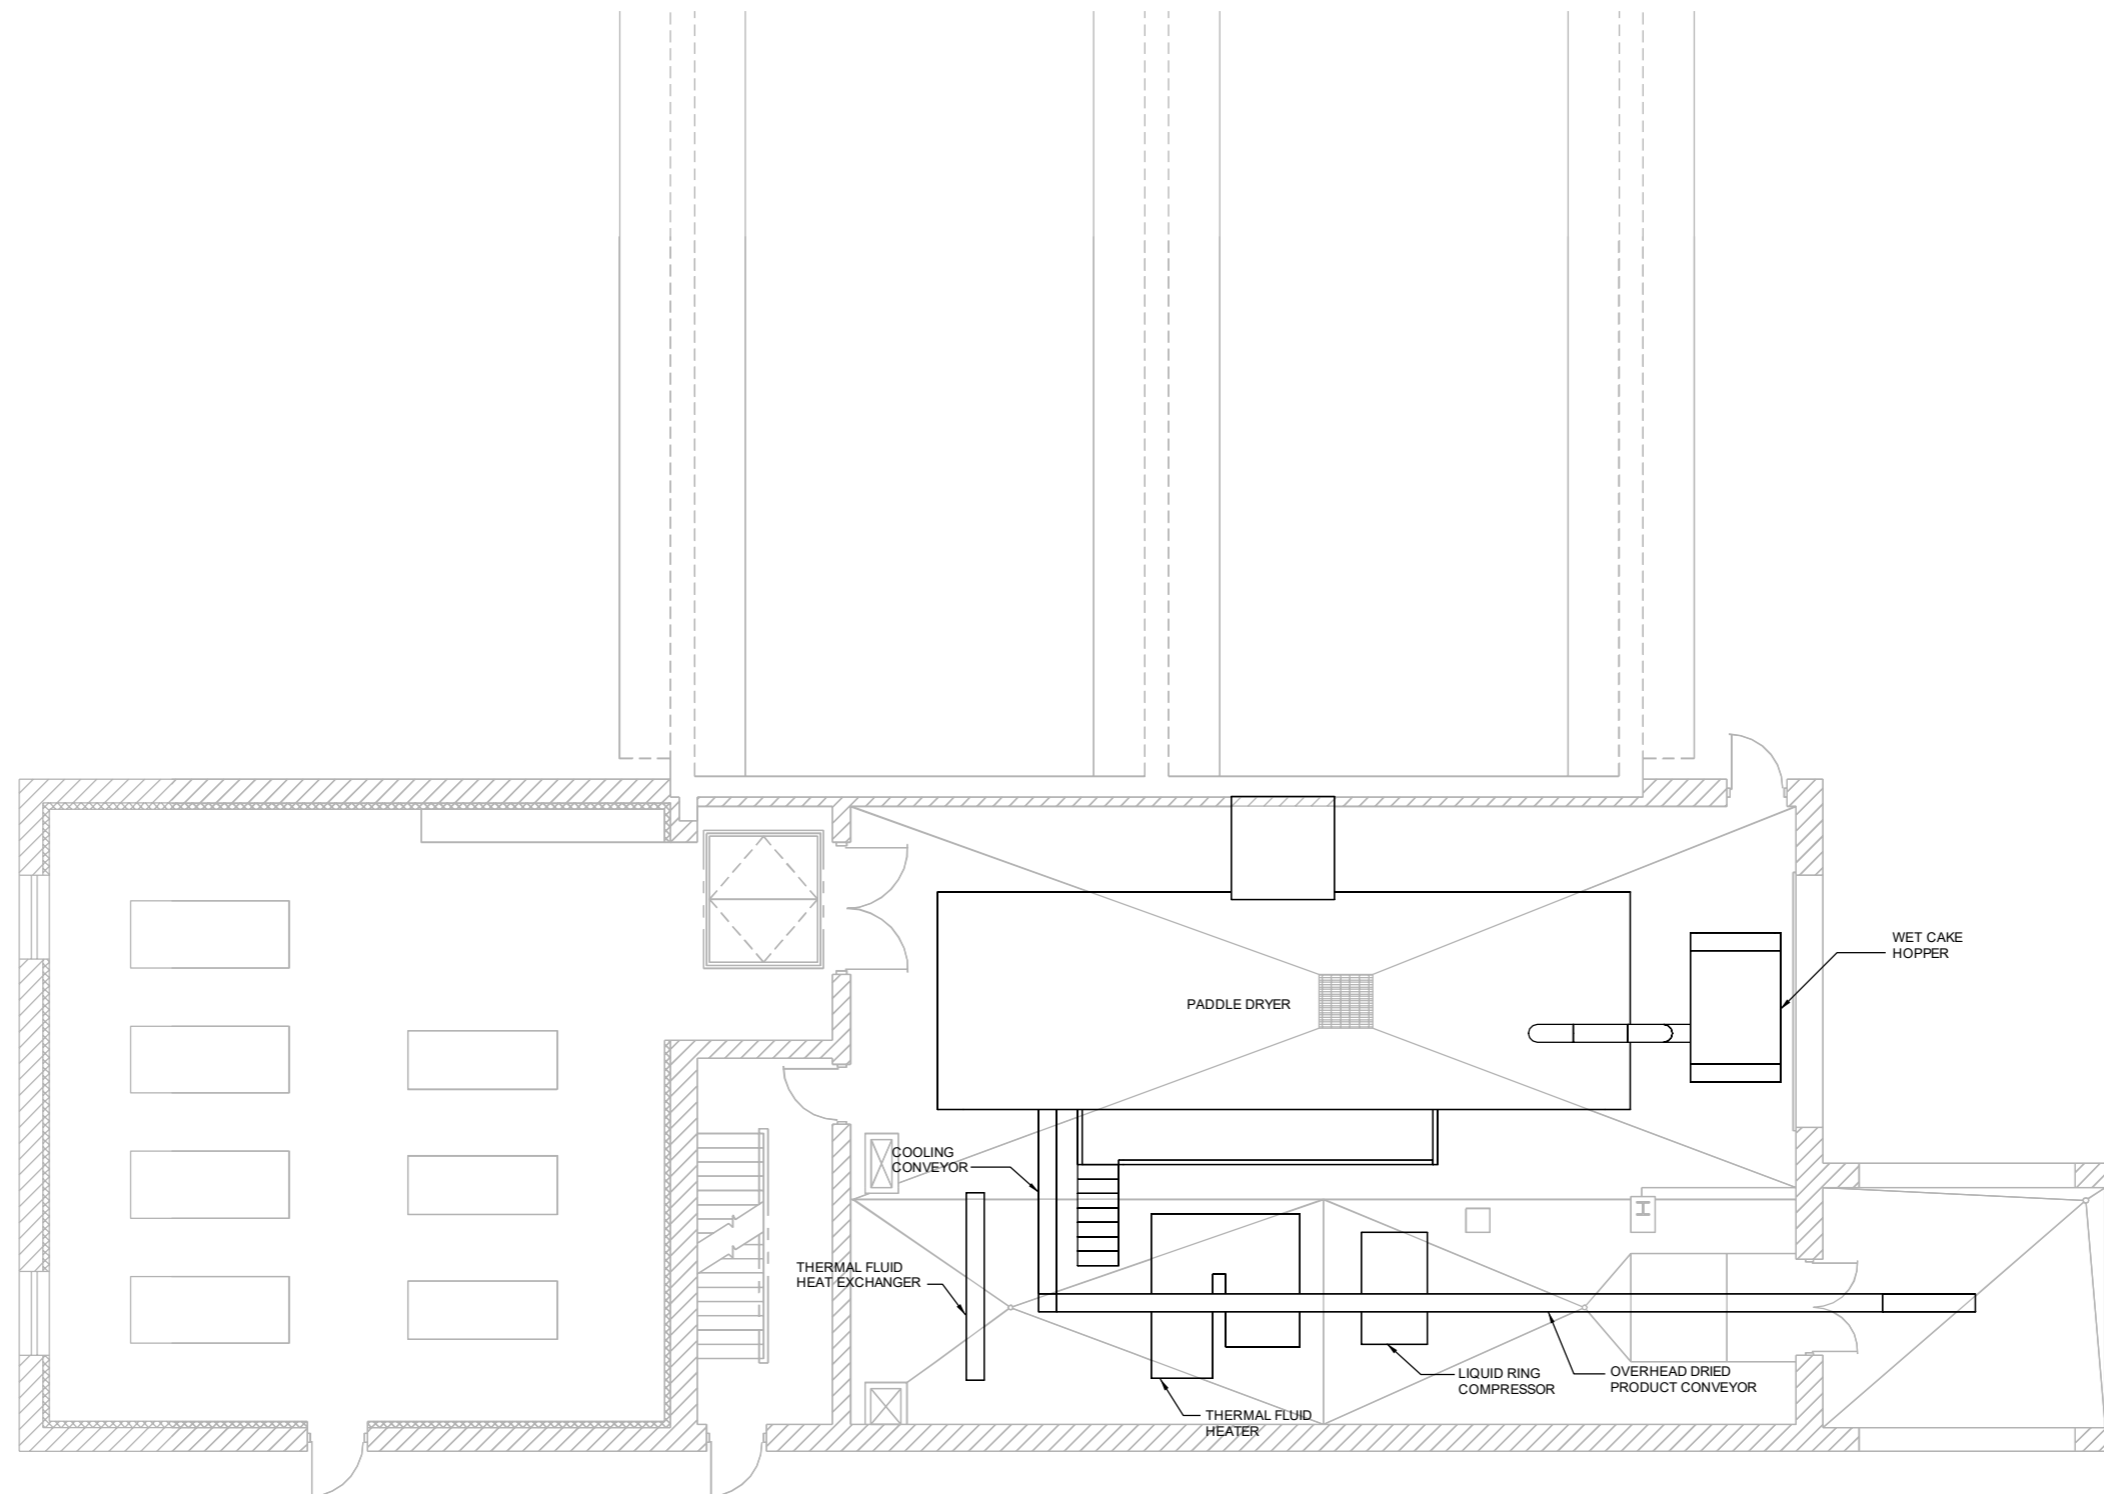 WET CAKE
HOPPER
PADDLE DRYER
COOLING
CONVEYOR
THERMAL FLUID
HEAT EXCHANGER
LIQUID RING
COMPRESSOR
OVERHEAD DRIED
PRODUCT CONVEYOR
THERMAL FLUID
HEATER